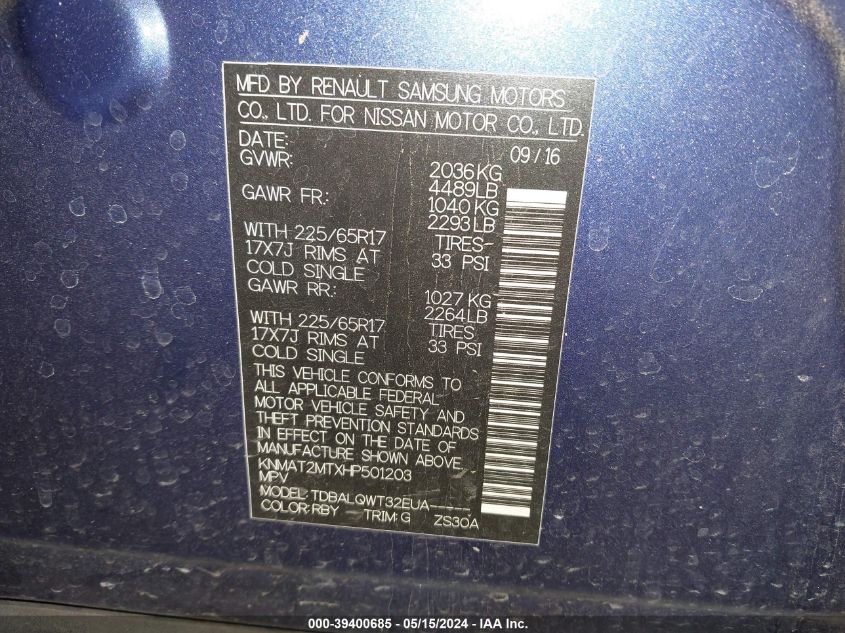 MFD BY RENAULT SAMSUNG MOTORS
CO., LTD. FOR NISSAN MOTOR CO., LTD.
DATE: 09/16
GVWR: 2036KG
4489LB
GAWR FR: 1040 KG
2293LB
WITH 225/65R17 TIRES
17X7J RIMS AT 33 PSI
COLD SINGLE
GAWR RR: 1027 KG
2264LB
WITH 225/65R17 TIRES
17X7J RIMS AT 33 PSI
COLD SINGLE
THIS VEHICLE CONFORMS TO
ALL APPLICABLE FEDERAL
MOTOR VEHICLE SAFETY AND
THEFT PREVENTION STANDARDS
IN EFFECT ON THE DATE OF
MANUFACTURE SHOWN ABOVE.
KNMAT2MTXHP501203
MPV
MODEL: TDBALQWT32EUA-----
COLOR: RBY TRIM: G ZS30A
000-39400685 - 05/15/2024 - IAA Inc.